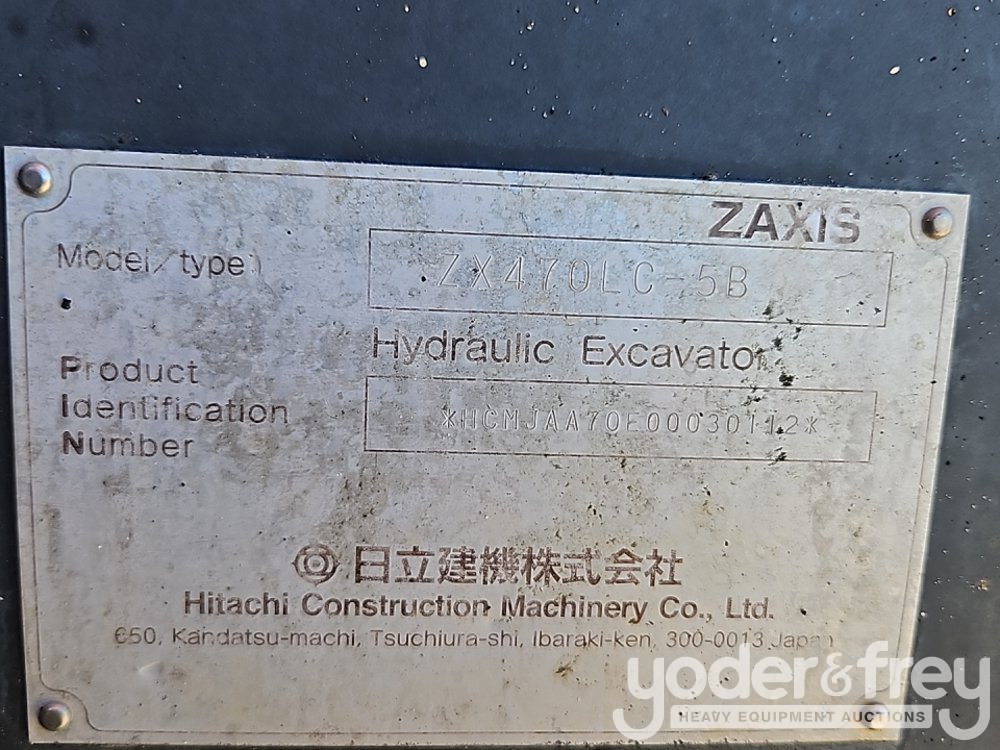 ZAXIS
Model/type
ZX470LC-5B
Hydraulic Excavator
Product
Identification
Number
*HCMJAA70E00030112*
日立建機株式会社
Hitachi Construction Machinery Co., Ltd.
650, Kandatsu-machi, Tsuchiura-shi, Ibaraki-ken, 300-0013 Japan
yoder&frey
HEAVY EQUIPMENT AUCTIONS